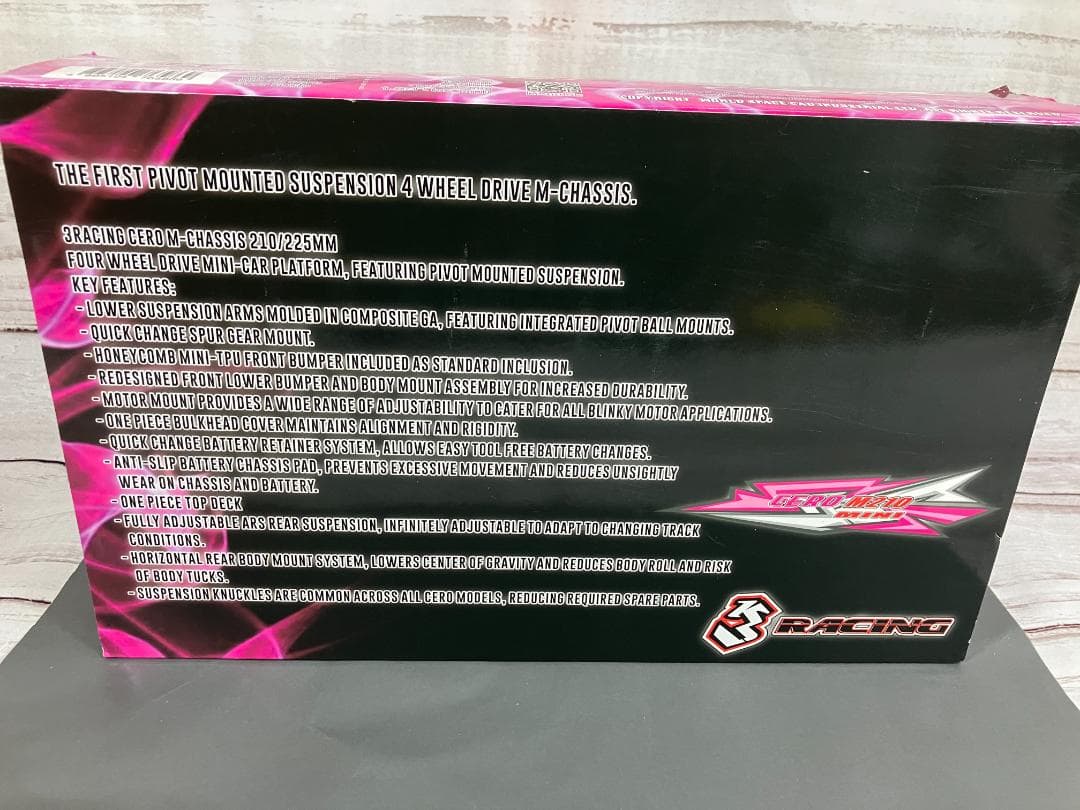 COPYRIGHT WORLD SPACE
THE FIRST PIVOT MOUNTED SUSPENSION 4 WHEEL DRIVE M-CHASSIS.
3RACING CERO M-CHASSIS 210/225MM
FOUR WHEEL DRIVE MINI-CAR PLATFORM, FEATURING PIVOT MOUNTED SUSPENSION.
KEY FEATURES:
- LOWER SUSPENSION ARMS MOLDED IN COMPOSITE GA, FEATURING INTEGRATED PIVOT BALL MOUNTS.
- QUICK CHANGE SPUR GEAR MOUNT.
- HONEYCOMB MINI-TPU FRONT BUMPER INCLUDED AS STANDARD INCLUSION.
- REDESIGNED FRONT LOWER BUMPER AND BODY MOUNT ASSEMBLY FOR INCREASED DURABILITY.
- MOTOR MOUNT PROVIDES A WIDE RANGE OF ADJUSTABILITY TO CATER FOR ALL BLINKY MOTOR APPLICATIONS.
- ONE PIECE BULKHEAD COVER MAINTAINS ALIGNMENT AND RIGIDITY.
- QUICK CHANGE BATTERY RETAINER SYSTEM, ALLOWS EASY TOOL FREE BATTERY CHANGES.
- ANTI-SLIP BATTERY CHASSIS PAD, PREVENTS EXCESSIVE MOVEMENT AND REDUCES UNSIGHTLY
WEAR ON CHASSIS AND BATTERY.
- ONE PIECE TOP DECK
- FULLY ADJUSTABLE ARS REAR SUSPENSION, INFINITELY ADJUSTABLE TO ADAPT TO CHANGING TRACK
CONDITIONS.
- HORIZONTAL REAR BODY MOUNT SYSTEM, LOWERS CENTER OF GRAVITY AND REDUCES BODY ROLL AND RISK
OF BODY TUCKS.
- SUSPENSION KNUCKLES ARE COMMON ACROSS ALL CERO MODELS, REDUCING REQUIRED SPARE PARTS.
CERO-M210
MINI
RACING